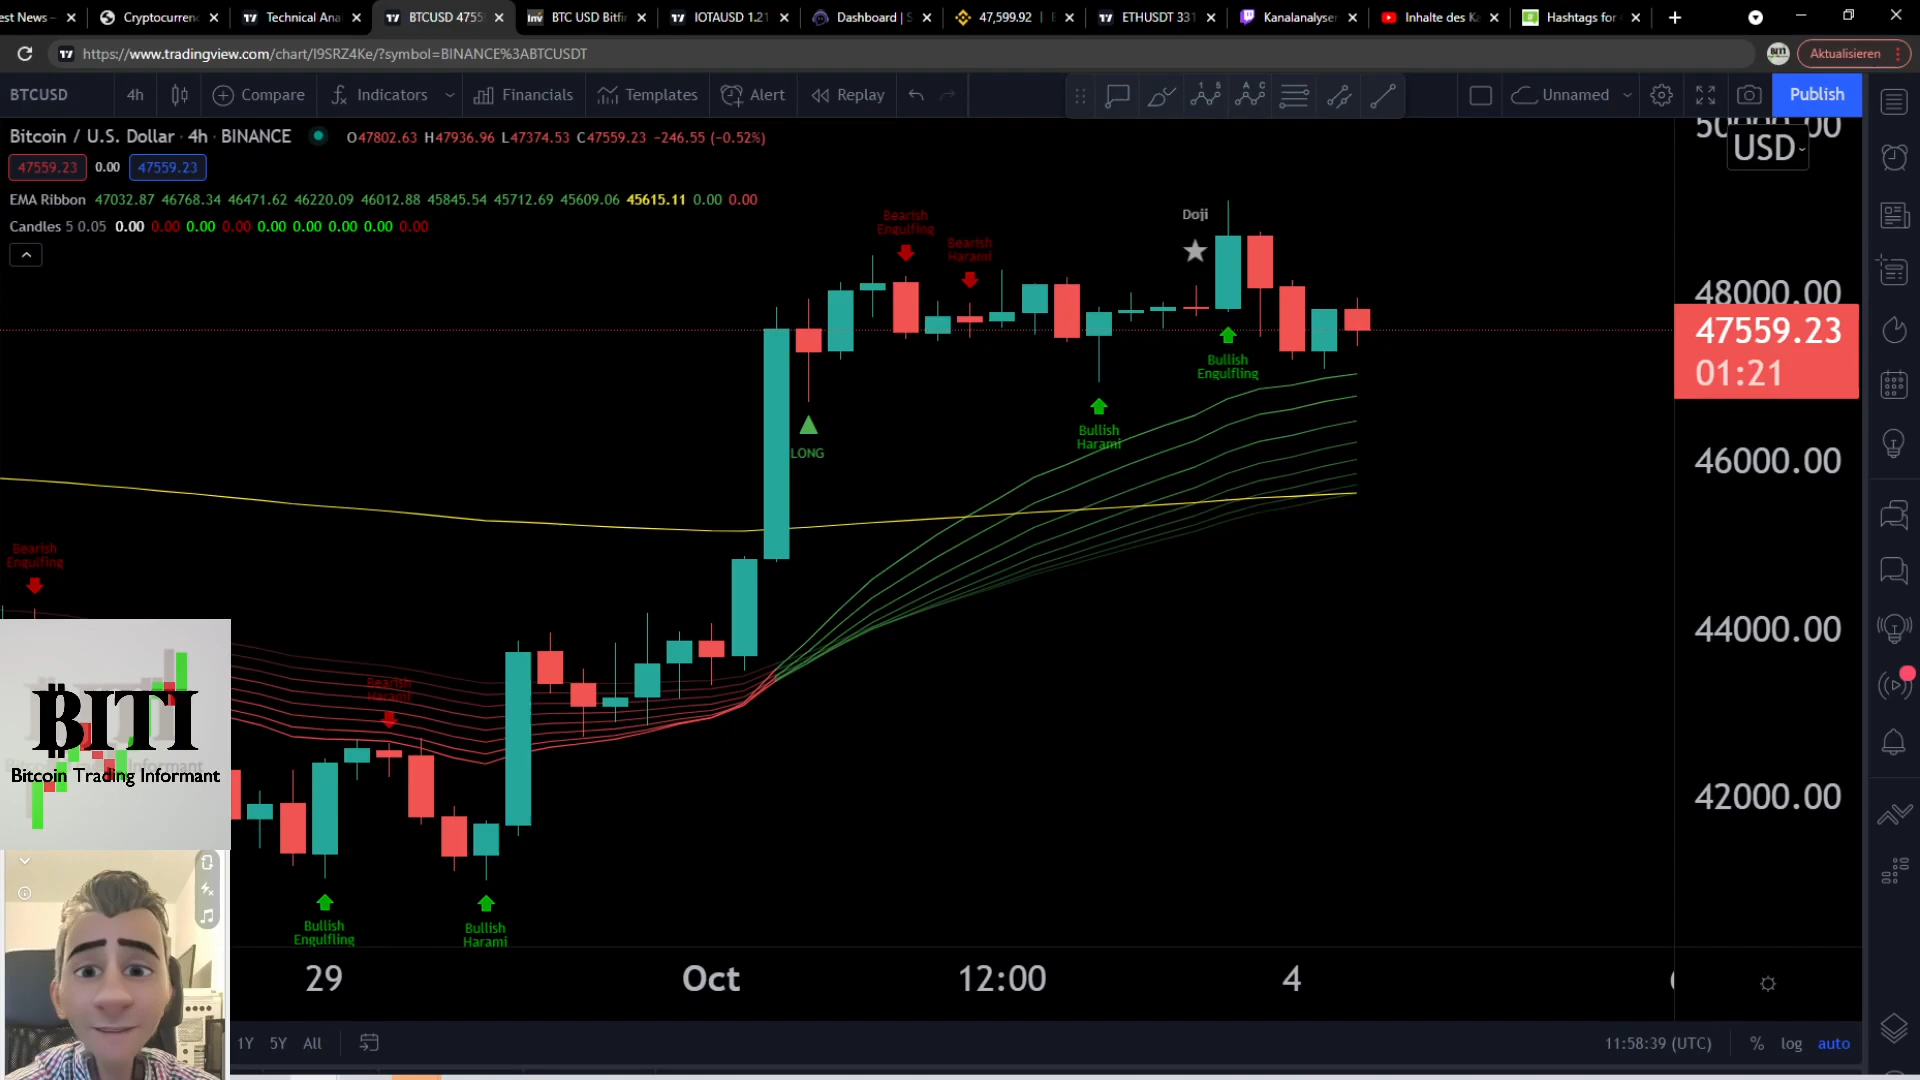 est News –
Cryptocurren
Technical Ana
BTCUSD 4755
BTC USD Bitfi
IOTAUSD 1.21
Dashboard | S
47,599.92 |
ETHUSDT 331
Kanalanalyse
Inhalte des Ka
Hashtags for
https://www.tradingview.com/chart/I9SRZ4Ke/?symbol=BINANCE%3ABTCUSDT
Aktualisieren
BTCUSD
4h
Compare
Indicators
Financials
Templates
Alert
Replay
Unnamed
Publish
Bitcoin / U.S. Dollar · 4h · BINANCE
O47802.63 H47936.96 L47374.53 C47559.23 −246.55 (−0.52%)
47559.23 0.00 47559.23
EMA Ribbon 47032.87 46768.34 46471.62 46220.09 46012.88 45845.54 45712.69 45609.06 45615.11 0.00 0.00
Candles 5 0.05 0.00 0.00 0.00 0.00 0.00 0.00 0.00 0.00 0.00
USD
48000.00
47559.23
01:21
46000.00
44000.00
42000.00
Bearish
Engulfing
Bearish
Harami
Doji
Bullish
Engulfing
Bullish
Harami
LONG
Bearish
Engulfing
Bearish
Harami
Bullish
Engulfing
Bullish
Harami
BITI
Bitcoin Trading Informant
29
Oct
12:00
4
1Y
5Y
All
11:58:39 (UTC)
%
log
auto